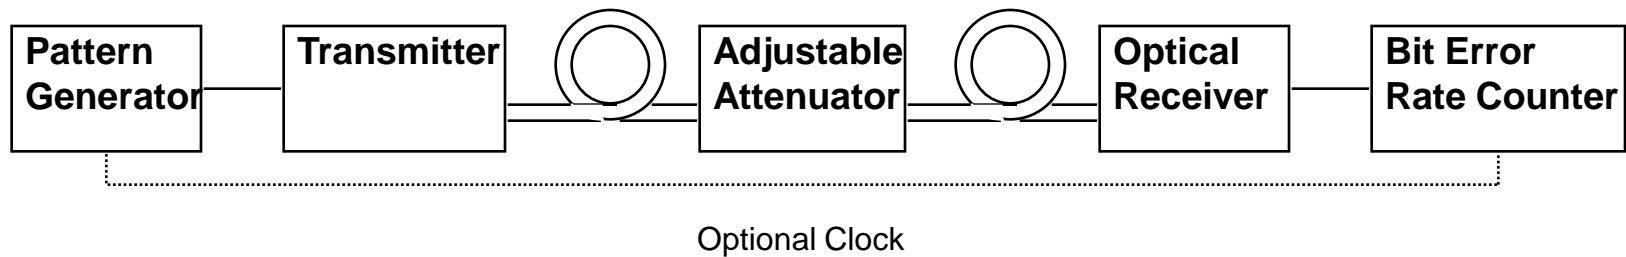 Pattern
Generator
Transmitter
Adjustable
Attenuator
Optical
Receiver
Bit Error
Rate Counter
Optional Clock